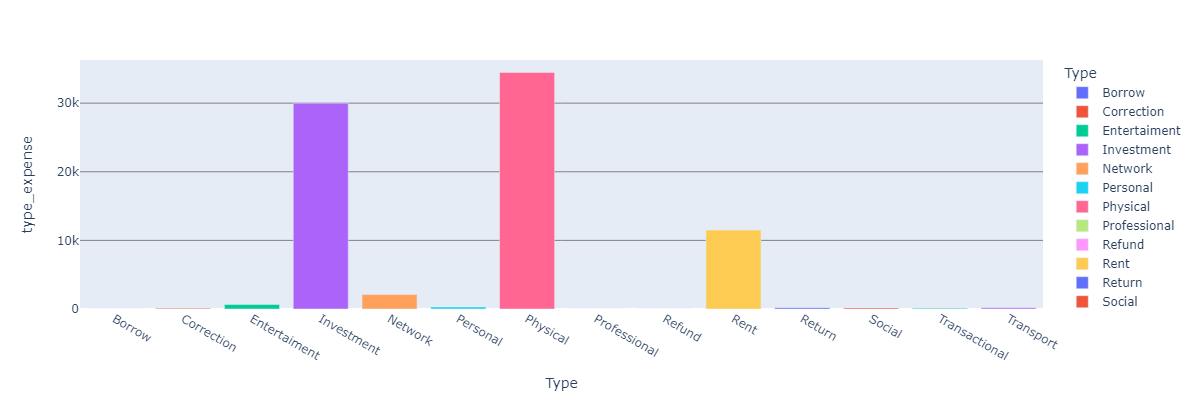 type_expense
30k
20k
10k
0
Borrow
Correction
Entertaiment
Investment
Network
Personal
Physical
Professional
Refund
Rent
Return
Social
Transactional
Transport
Type
Type
Borrow
Correction
Entertaiment
Investment
Network
Personal
Physical
Professional
Refund
Rent
Return
Social